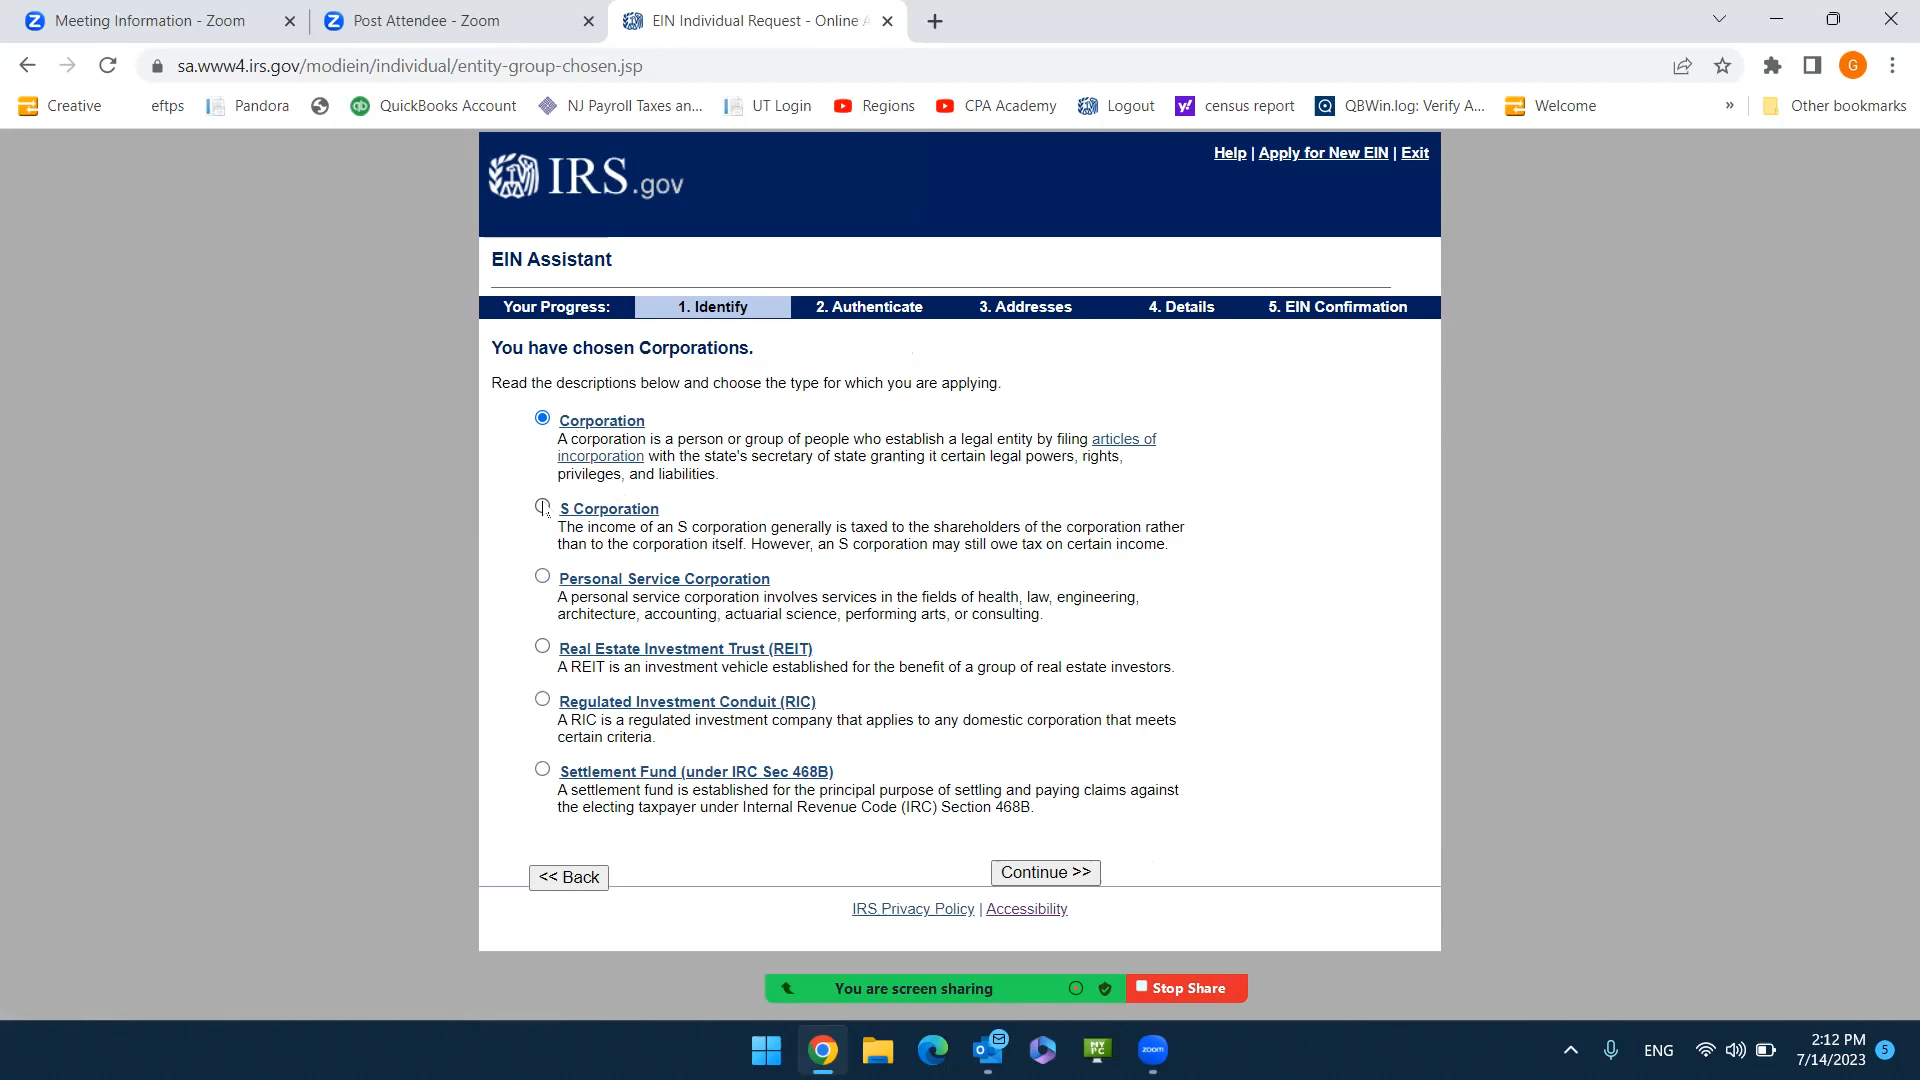 Meeting Information - Zoom
Post Attendee - Zoom
EIN Individual Request - Online
sa.www4.irs.gov/modiein/individual/entity-group-chosen.jsp
G
Creative eftps Pandora QuickBooks Account NJ Payroll Taxes an... UT Login Regions CPA Academy Logout census report QBWin.log: Verify A... Welcome » Other bookmarks
IRS.gov
Help | Apply for New EIN | Exit
EIN Assistant
Your Progress: 1. Identify 2. Authenticate 3. Addresses 4. Details 5. EIN Confirmation
You have chosen Corporations.
Read the descriptions below and choose the type for which you are applying.
Corporation
A corporation is a person or group of people who establish a legal entity by filing articles of
incorporation with the state's secretary of state granting it certain legal powers, rights,
privileges, and liabilities.
S Corporation
The income of an S corporation generally is taxed to the shareholders of the corporation rather
than to the corporation itself. However, an S corporation may still owe tax on certain income.
Personal Service Corporation
A personal service corporation involves services in the fields of health, law, engineering,
architecture, accounting, actuarial science, performing arts, or consulting.
Real Estate Investment Trust (REIT)
A REIT is an investment vehicle established for the benefit of a group of real estate investors.
Regulated Investment Conduit (RIC)
A RIC is a regulated investment company that applies to any domestic corporation that meets
certain criteria.
Settlement Fund (under IRC Sec 468B)
A settlement fund is established for the principal purpose of settling and paying claims against
the electing taxpayer under Internal Revenue Code (IRC) Section 468B.
<< Back
Continue >>
IRS Privacy Policy | Accessibility
You are screen sharing
Stop Share
MY PC
zoom
ENG
2:12 PM
7/14/2023
5